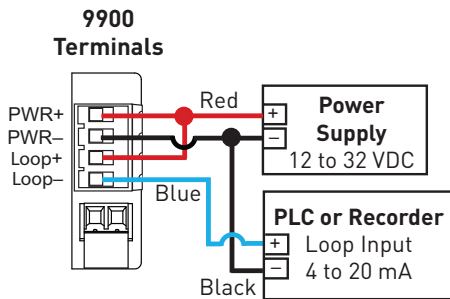 9900
Terminals
PWR+
PWR–
Loop+
Loop–
Red
Blue
Black
+
–
Power
Supply
12 to 32 VDC
PLC or Recorder
+
Loop Input
–
4 to 20 mA